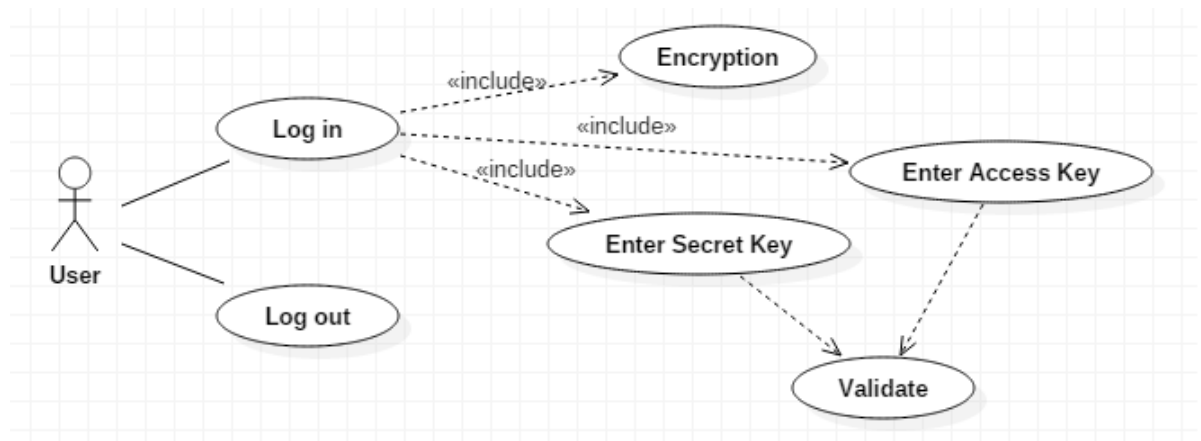 Encryption
«include»
Log in
«include»
«include»
Enter Access Key
Enter Secret Key
User
Log out
Validate